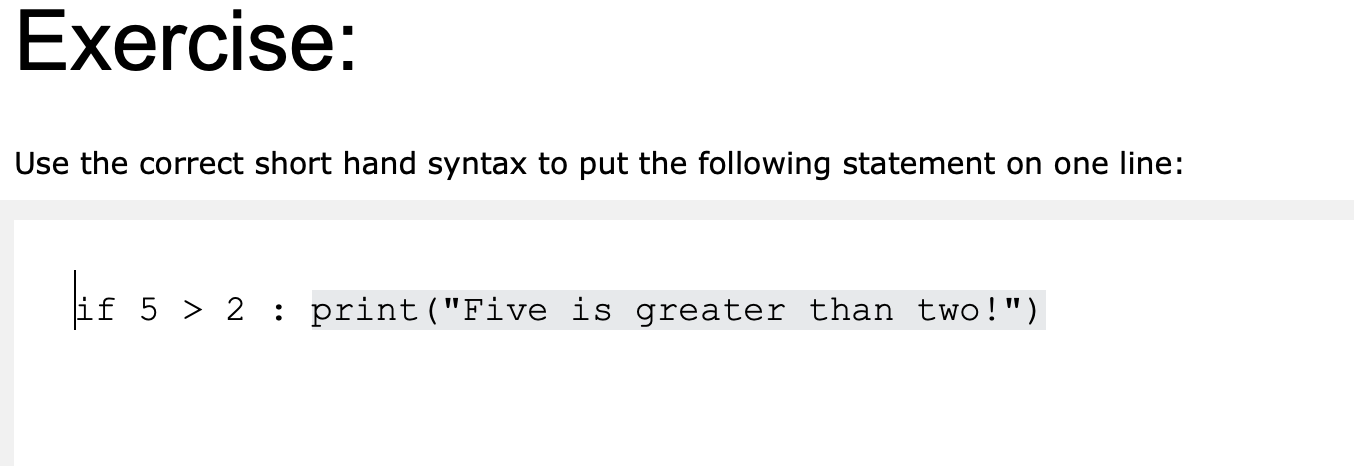 Exercise:
Use the correct short hand syntax to put the following statement on one line:
if 5 > 2 : print("Five is greater than two!")